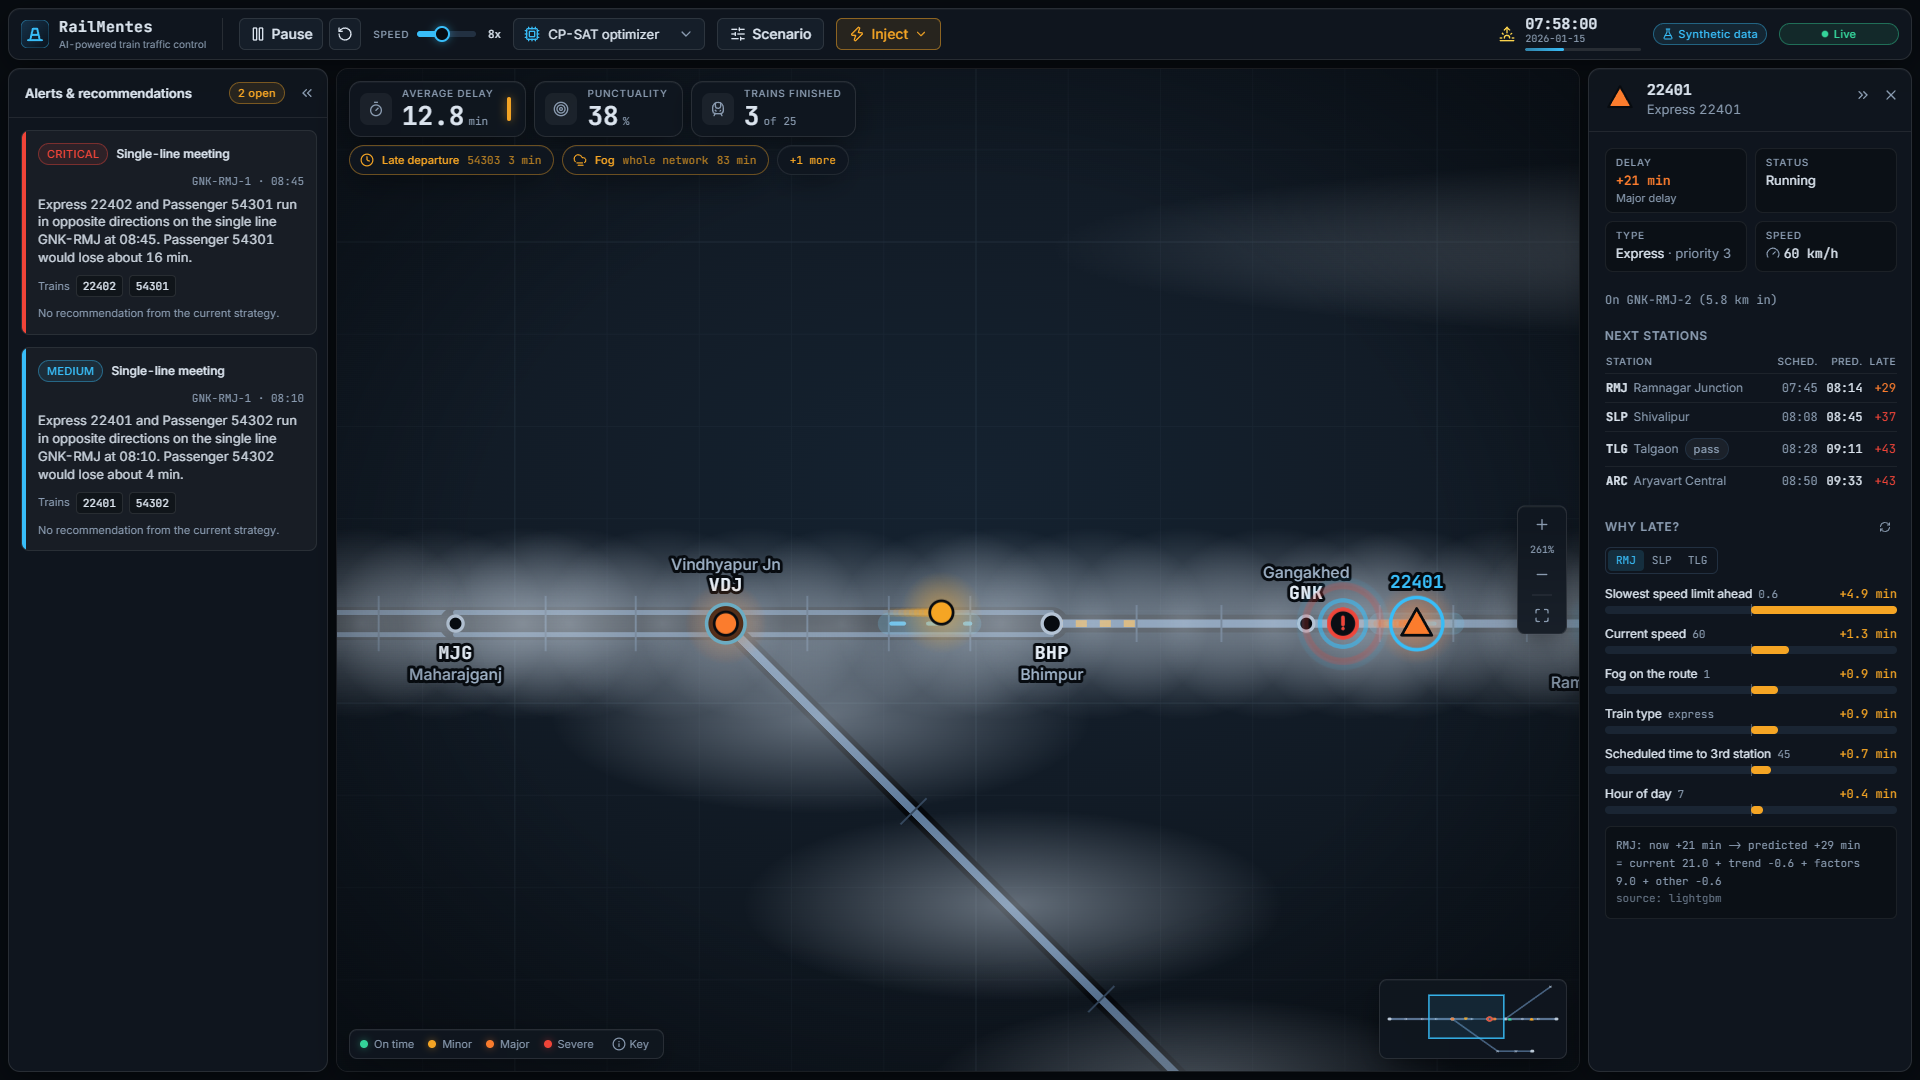 RailMentes
AI-powered train traffic control
Pause
SPEED
8x
CP-SAT optimizer
Scenario
Inject
07:58:00
2026-01-15
Synthetic data
Live
Alerts & recommendations
2 open
CRITICAL Single-line meeting
GNK-RMJ-1 · 08:45
Express 22402 and Passenger 54301 run
in opposite directions on the single line
GNK-RMJ at 08:45. Passenger 54301
would lose about 16 min.
Trains 22402 54301
No recommendation from the current strategy.
MEDIUM Single-line meeting
GNK-RMJ-1 · 08:10
Express 22401 and Passenger 54302 run
in opposite directions on the single line
GNK-RMJ at 08:10. Passenger 54302
would lose about 4 min.
Trains 22401 54302
No recommendation from the current strategy.
AVERAGE DELAY
12.8 min
PUNCTUALITY
38 %
TRAINS FINISHED
3 of 25
Late departure 54303 3 min
Fog whole network 83 min
+1 more
Vindhyapur Jn
VDJ
MJG
Maharajganj
BHP
Bhimpur
Gangakhed
GNK
22401
Ram
261%
On time
Minor
Major
Severe
Key
22401
Express 22401
DELAY
+21 min
Major delay
STATUS
Running
TYPE
Express · priority 3
SPEED
60 km/h
On GNK-RMJ-2 (5.8 km in)
NEXT STATIONS
STATION SCHED. PRED. LATE
RMJ Ramnagar Junction 07:45 08:14 +29
SLP Shivalipur 08:08 08:45 +37
TLG Talgaon pass 08:28 09:11 +43
ARC Aryavart Central 08:50 09:33 +43
WHY LATE?
RMJ SLP TLG
Slowest speed limit ahead 0.6 +4.9 min
Current speed 60 +1.3 min
Fog on the route 1 +0.9 min
Train type express +0.9 min
Scheduled time to 3rd station 45 +0.7 min
Hour of day 7 +0.4 min
RMJ: now +21 min → predicted +29 min
= current 21.0 + trend -0.6 + factors
9.0 + other -0.6
source: lightgbm